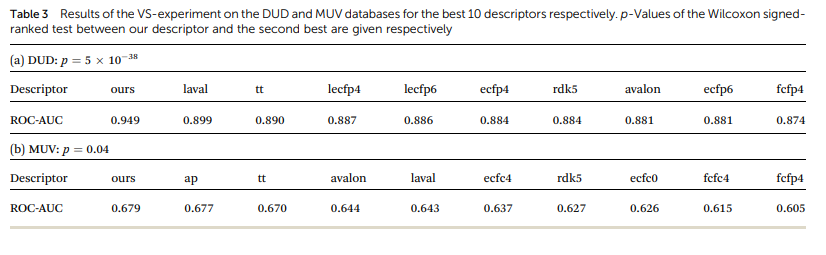 Table 3 Results of the VS-experiment on the DUD and MUV databases for the best 10 descriptors respectively. p-Values of the Wilcoxon signed-
ranked test between our descriptor and the second best are given respectively
(a) DUD: p = 5 × 10⁻³⁸
Descriptor ours laval tt lecfp4 lecfp6 ecfp4 rdk5 avalon ecfp6 fcfp4
ROC-AUC 0.949 0.899 0.890 0.887 0.886 0.884 0.884 0.881 0.881 0.874
(b) MUV: p = 0.04
Descriptor ours ap tt avalon laval ecfc4 rdk5 ecfc0 fcfc4 fcfp4
ROC-AUC 0.679 0.677 0.670 0.644 0.643 0.637 0.627 0.626 0.615 0.605